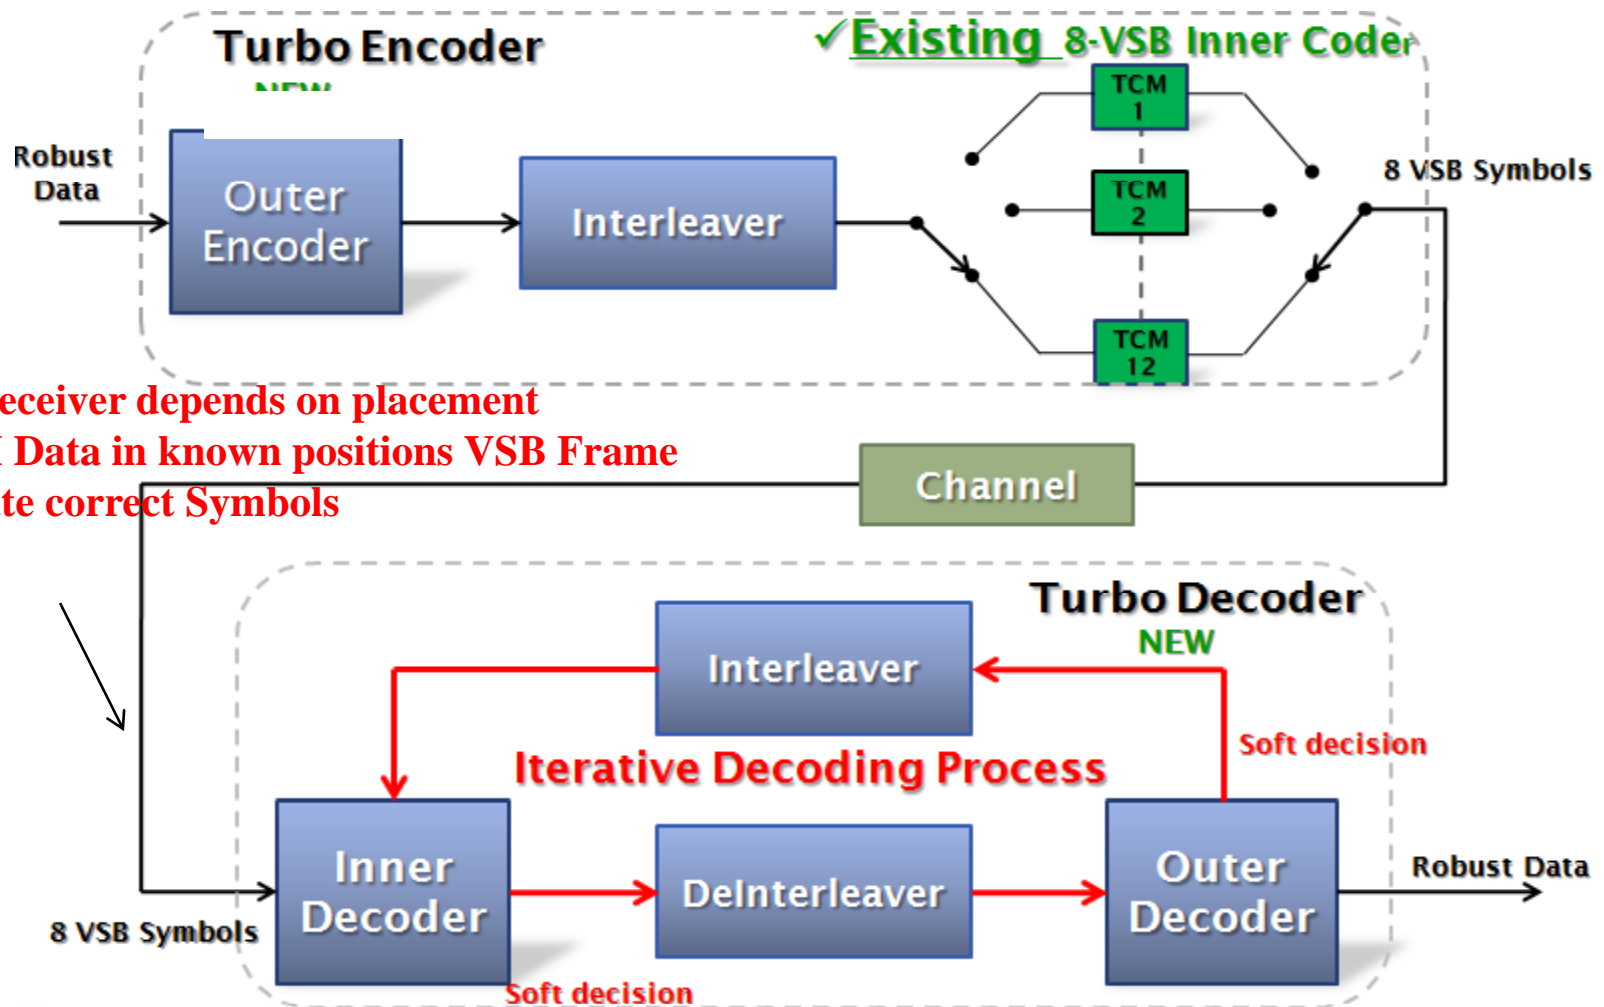 Turbo Encoder
NEW
✓Existing 8-VSB Inner Coder
Robust
Data
Outer
Encoder
Interleaver
TCM
1
TCM
2
TCM
12
8 VSB Symbols
depends on placement
Data in known positions VSB Frame
correct Symbols
Channel
Turbo Decoder
NEW
Interleaver
Soft decision
Iterative Decoding Process
Inner
Decoder
DeInterleaver
Outer
Decoder
Robust Data
8 VSB Symbols
Soft decision